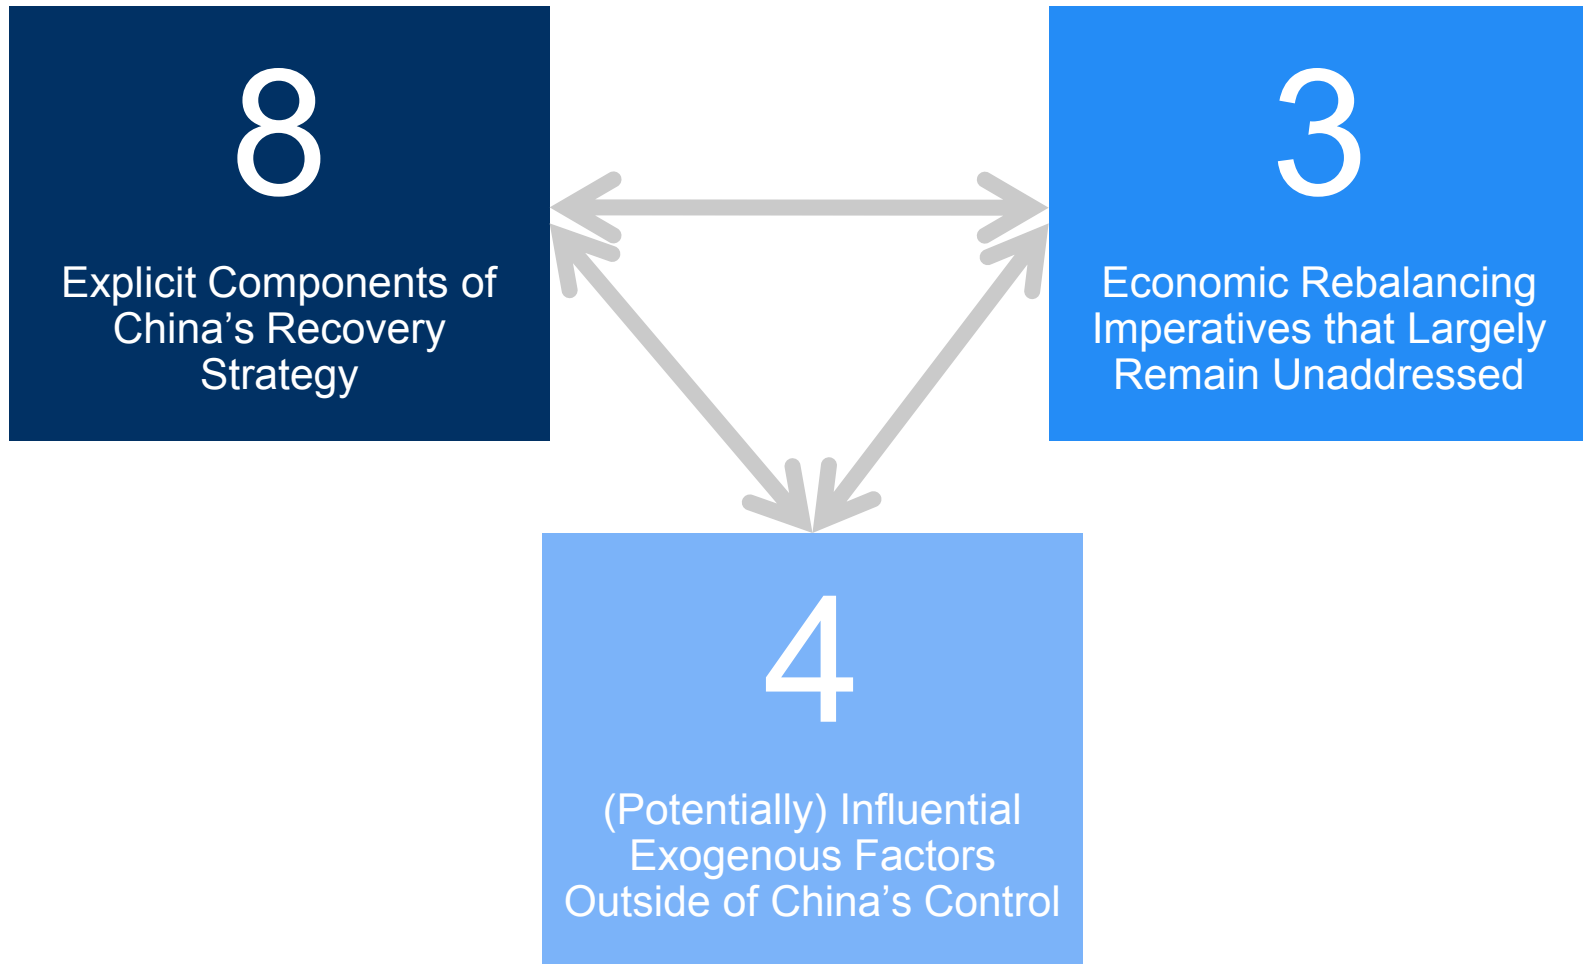 8
Explicit Components of
China’s Recovery
Strategy
3
Economic Rebalancing
Imperatives that Largely
Remain Unaddressed
4
(Potentially) Influential
Exogenous Factors
Outside of China’s Control